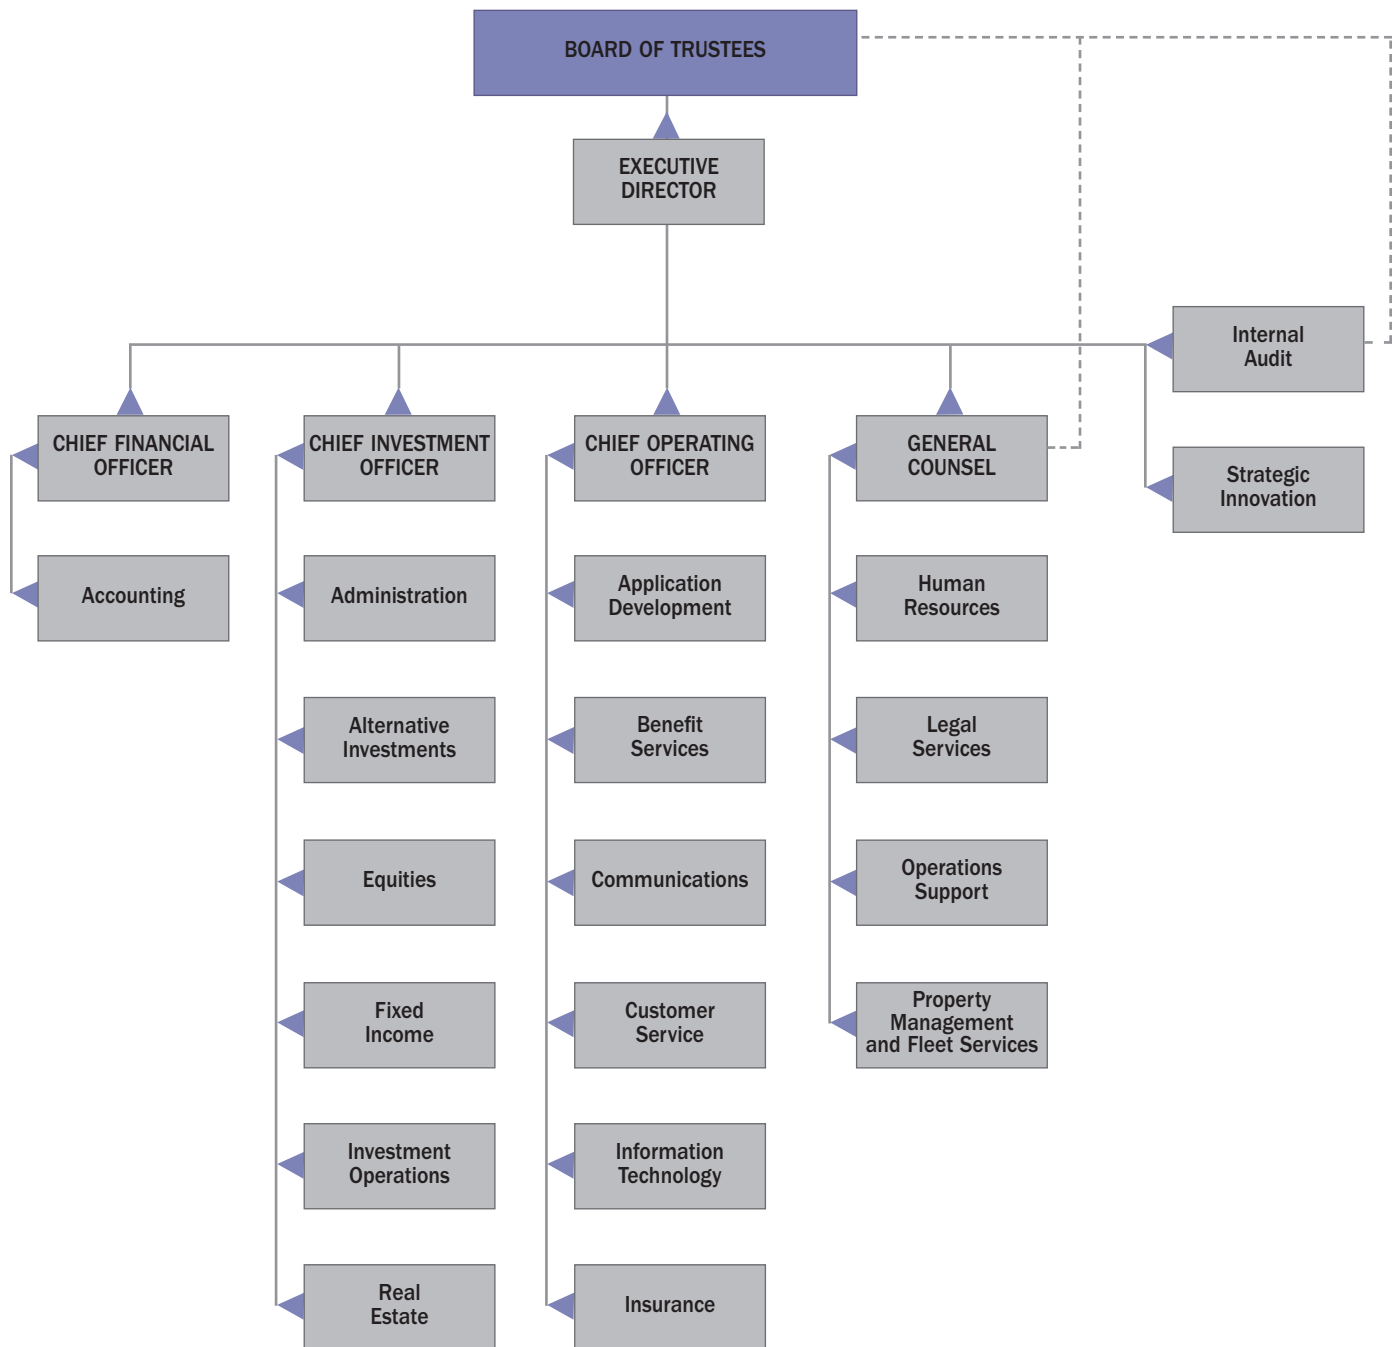 BOARD OF TRUSTEES
EXECUTIVE
DIRECTOR
Internal
Audit
Strategic
Innovation
CHIEF FINANCIAL
OFFICER
Accounting
CHIEF INVESTMENT
OFFICER
Administration
Alternative
Investments
Equities
Fixed
Income
Investment
Operations
Real
Estate
CHIEF OPERATING
OFFICER
Application
Development
Benefit
Services
Communications
Customer
Service
Information
Technology
Insurance
GENERAL
COUNSEL
Human
Resources
Legal
Services
Operations
Support
Property
Management
and Fleet Services